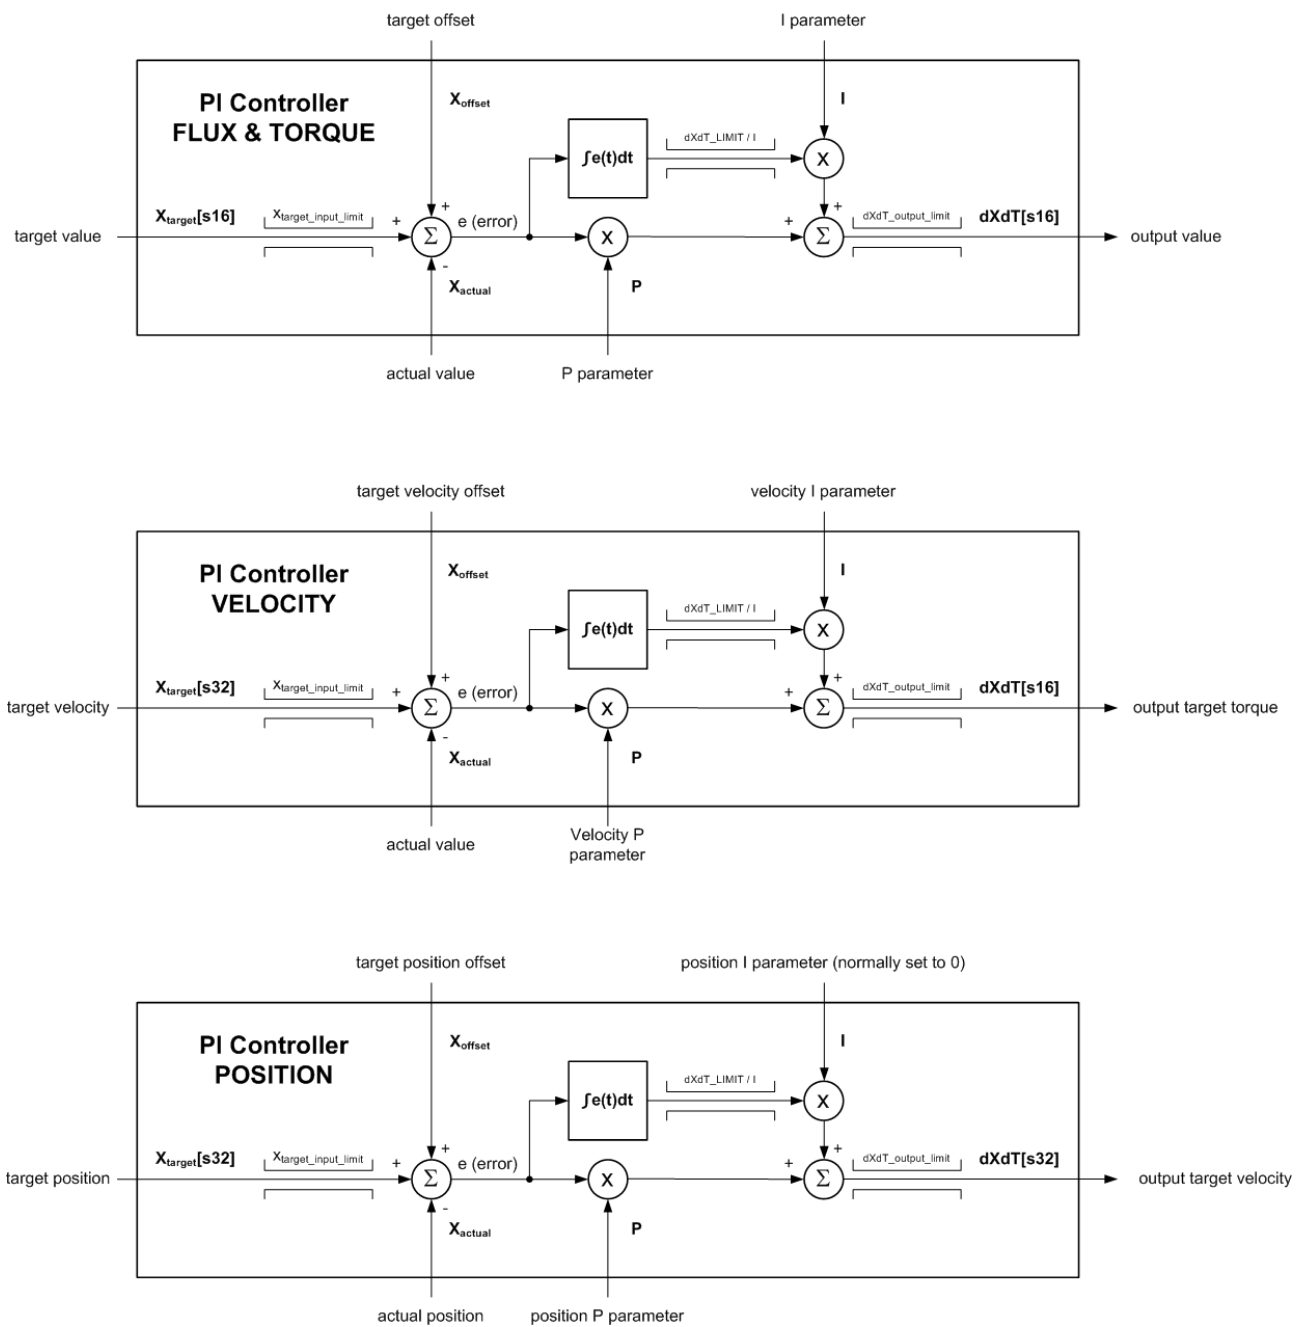 target offset
I parameter
PI Controller
FLUX & TORQUE
Xoffset
I
∫e(t)dt
dXdT_LIMIT / I
X
Xtarget[s16]
Xtarget_input_limit
+
+
e (error)
+
+
dXdT_output_limit
dXdT[s16]
target value
Σ
X
Σ
output value
-
Xactual
P
actual value
P parameter
target velocity offset
velocity I parameter
PI Controller
VELOCITY
Xoffset
I
∫e(t)dt
dXdT_LIMIT / I
X
Xtarget[s32]
Xtarget_input_limit
+
+
e (error)
+
+
dXdT_output_limit
dXdT[s16]
target velocity
Σ
X
Σ
output target torque
-
Xactual
P
actual value
Velocity P
parameter
target position offset
position I parameter (normally set to 0)
PI Controller
POSITION
Xoffset
I
∫e(t)dt
dXdT_LIMIT / I
X
Xtarget[s32]
Xtarget_input_limit
+
+
e (error)
+
+
dXdT_output_limit
dXdT[s32]
target position
Σ
X
Σ
output target velocity
-
Xactual
P
actual position
position P parameter